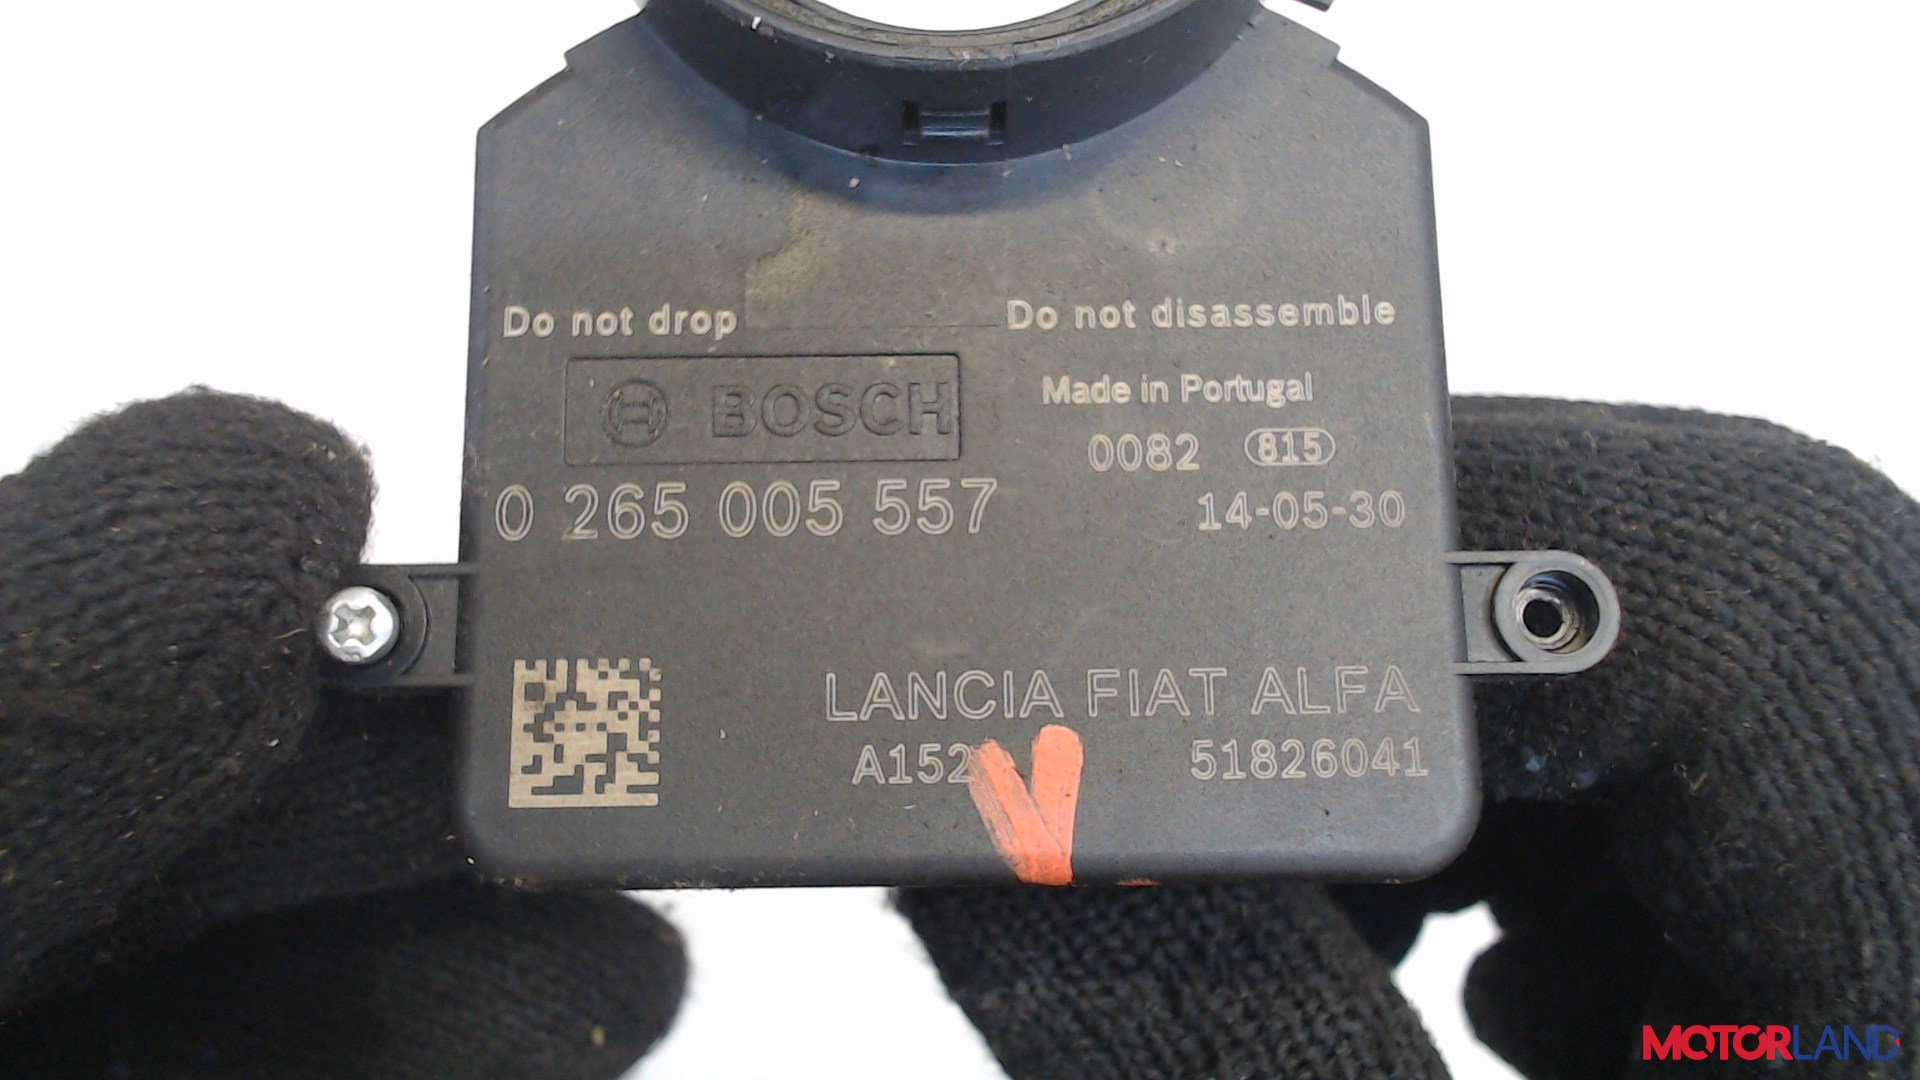 Do not drop Do not disassemble
BOSCH Made in Portugal
0082 815
0 265 005 557 14-05-30
LANCIA FIAT ALFA
A152 51826041
MOTORLAND